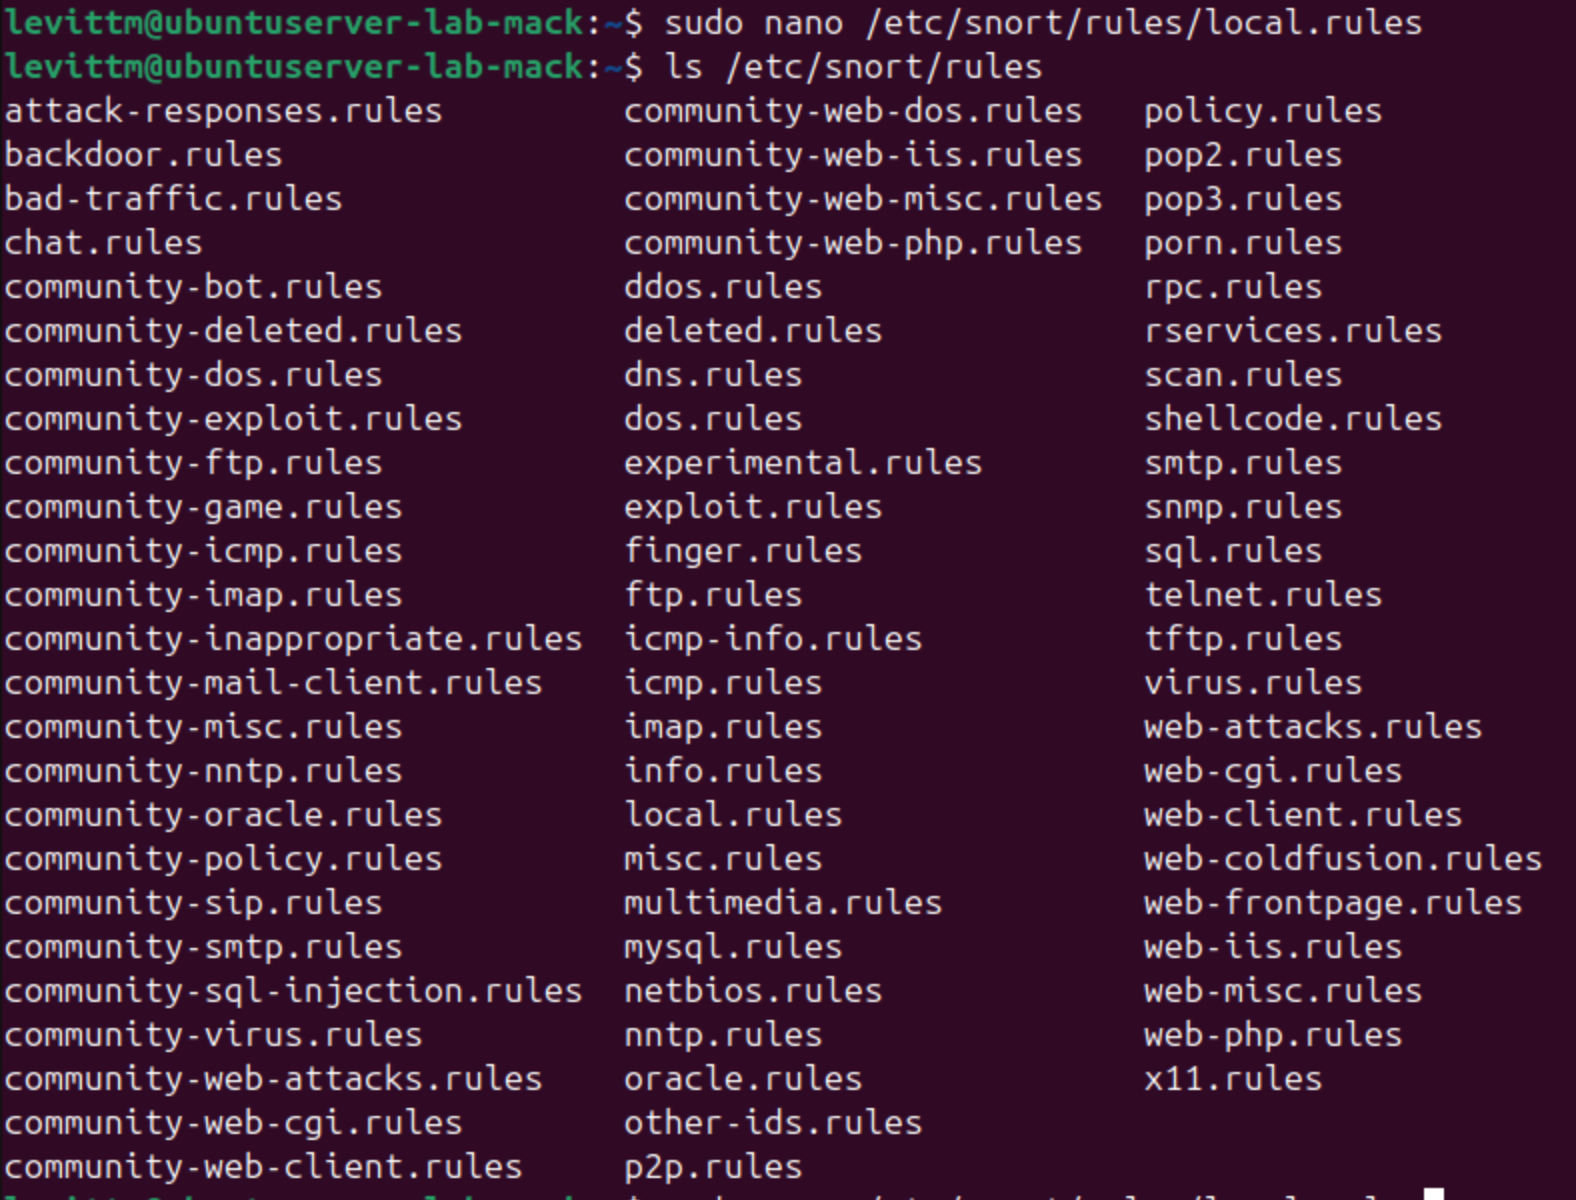 levittm@ubuntuserver-lab-mack:~$ sudo nano /etc/snort/rules/local.rules
levittm@ubuntuserver-lab-mack:~$ ls /etc/snort/rules
attack-responses.rules community-web-dos.rules policy.rules
backdoor.rules community-web-iis.rules pop2.rules
bad-traffic.rules community-web-misc.rules pop3.rules
chat.rules community-web-php.rules porn.rules
community-bot.rules ddos.rules rpc.rules
community-deleted.rules deleted.rules rservices.rules
community-dos.rules dns.rules scan.rules
community-exploit.rules dos.rules shellcode.rules
community-ftp.rules experimental.rules smtp.rules
community-game.rules exploit.rules snmp.rules
community-icmp.rules finger.rules sql.rules
community-imap.rules ftp.rules telnet.rules
community-inappropriate.rules icmp-info.rules tftp.rules
community-mail-client.rules icmp.rules virus.rules
community-misc.rules imap.rules web-attacks.rules
community-nntp.rules info.rules web-cgi.rules
community-oracle.rules local.rules web-client.rules
community-policy.rules misc.rules web-coldfusion.rules
community-sip.rules multimedia.rules web-frontpage.rules
community-smtp.rules mysql.rules web-iis.rules
community-sql-injection.rules netbios.rules web-misc.rules
community-virus.rules nntp.rules web-php.rules
community-web-attacks.rules oracle.rules x11.rules
community-web-cgi.rules other-ids.rules
community-web-client.rules p2p.rules